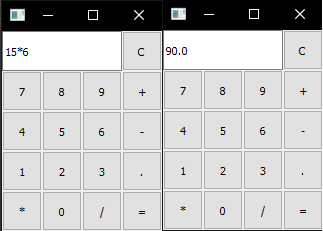 15*6 C
7 8 9 +
4 5 6 -
1 2 3 .
* 0 / =
90.0 C
7 8 9 +
4 5 6 -
1 2 3 .
* 0 / =